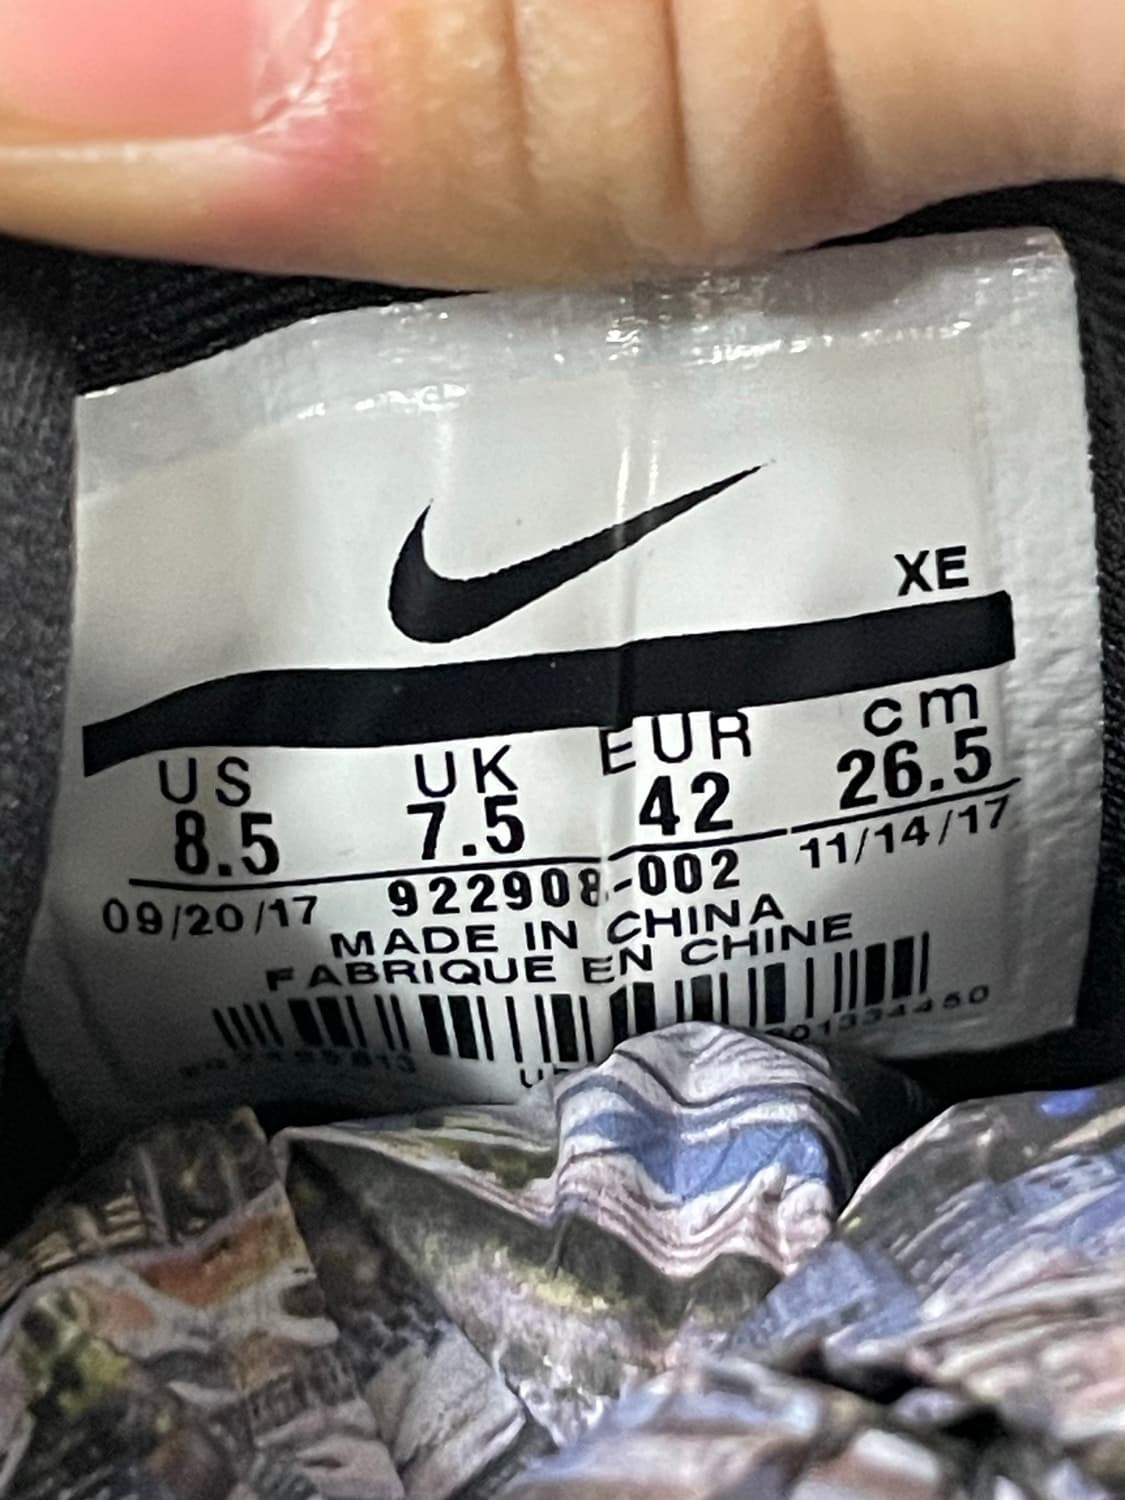 XE
US UK EUR cm
8.5 7.5 42 26.5
09/20/17 922908-002 11/14/17
MADE IN CHINA
FABRIQUE EN CHINE